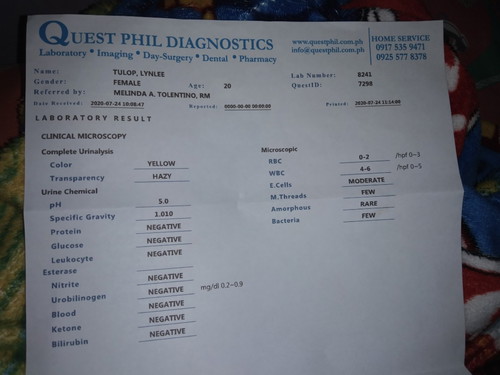 QUEST PHIL DIAGNOSTICS
Laboratory * Imaging * Day-Surgery * Dental * Pharmacy
www.questphil.com.ph
info@questphil.com.ph
HOME SERVICE
0917 535 9471
0925 577 8378
Name: TULOP, LYNLEE Lab Number: 8241
Gender: FEMALE Age: 20 QuestID: 7298
Referred by: MELINDA A. TOLENTINO, RM
Date Received: 2020-07-24 10:08:47 Reported: 0000-00-00 00:00:00 Printed: 2020-07-24 11:14:00
LABORATORY RESULT
CLINICAL MICROSCOPY
Complete Urinalysis
Color YELLOW
Transparency HAZY
Urine Chemical
pH 5.0
Specific Gravity 1.010
Protein NEGATIVE
Glucose NEGATIVE
Leukocyte NEGATIVE
Esterase
Nitrite NEGATIVE
Urobilinogen NEGATIVE mg/dl 0.2~0.9
Blood NEGATIVE
Ketone NEGATIVE
Bilirubin NEGATIVE
Microscopic
RBC 0-2 /hpf 0~3
WBC 4-6 /hpf 0~5
E.Cells MODERATE
M.Threads FEW
Amorphous RARE
Bacteria FEW